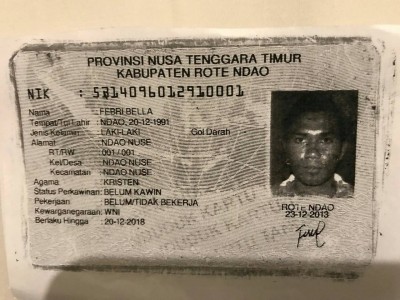 PROVINSI NUSA TENGGARA TIMUR
KABUPATEN ROTE NDAO
NIK : 5314096012910001
Nama : FEBRI BELLA
Tempat/Tgl Lahir : NDAO, 20-12-1991
Jenis Kelamin : LAKI-LAKI Gol Darah
Alamat : NDAO NUSE
RT/RW : 001 / 001
Kel/Desa : NDAO NUSE
Kecamatan : NDAO NUSE
Agama : KRISTEN
Status Perkawinan : BELUM KAWIN
Pekerjaan : BELUM/TIDAK BEKERJA
Kewarganegaraan : WNI
Berlaku Hingga : 20-12-2018
ROTE NDAO
23-12-2013